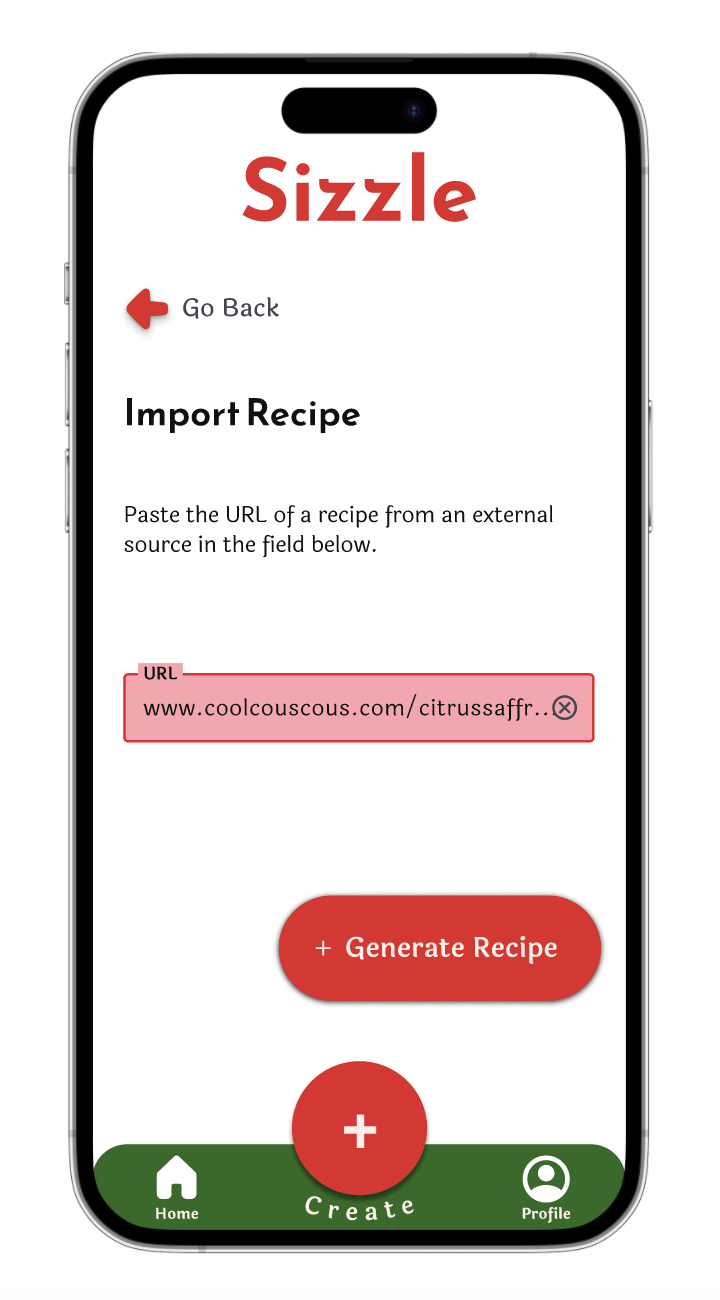 Sizzle
Go Back
Import Recipe
Paste the URL of a recipe from an external
source in the field below.
URL
www.coolcouscous.com/citrussaffr...
+ Generate Recipe
+
Create
Home
Profile